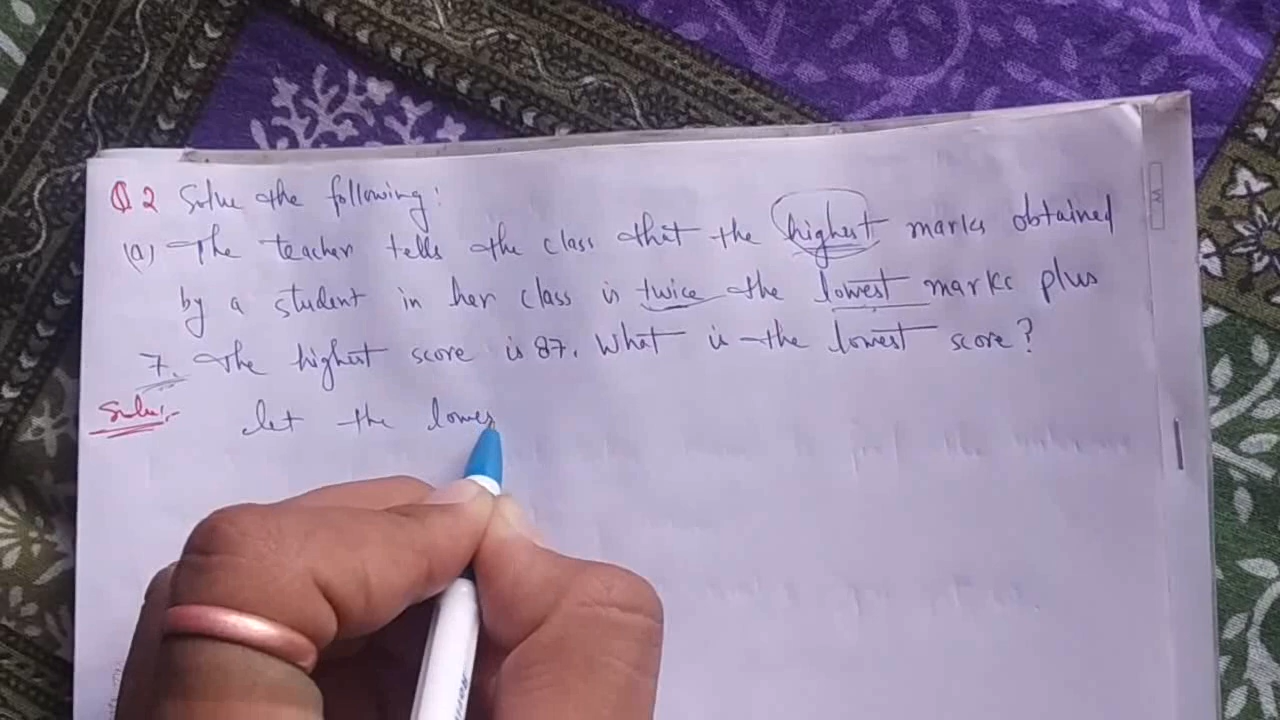 Q2 Solve the following:
(a) The teacher tells the class that the highest marks obtained
by a student in her class is twice the lowest marks plus
7. The highest score is 87. What is the lowest score?
Soln:-
let the lowes